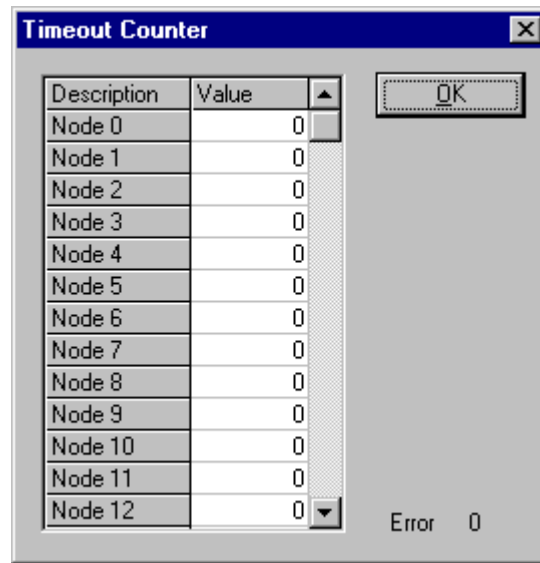 Timeout Counter
Description Value
OK
Node 0 0
Node 1 0
Node 2 0
Node 3 0
Node 4 0
Node 5 0
Node 6 0
Node 7 0
Node 8 0
Node 9 0
Node 10 0
Node 11 0
Node 12 0
Error 0